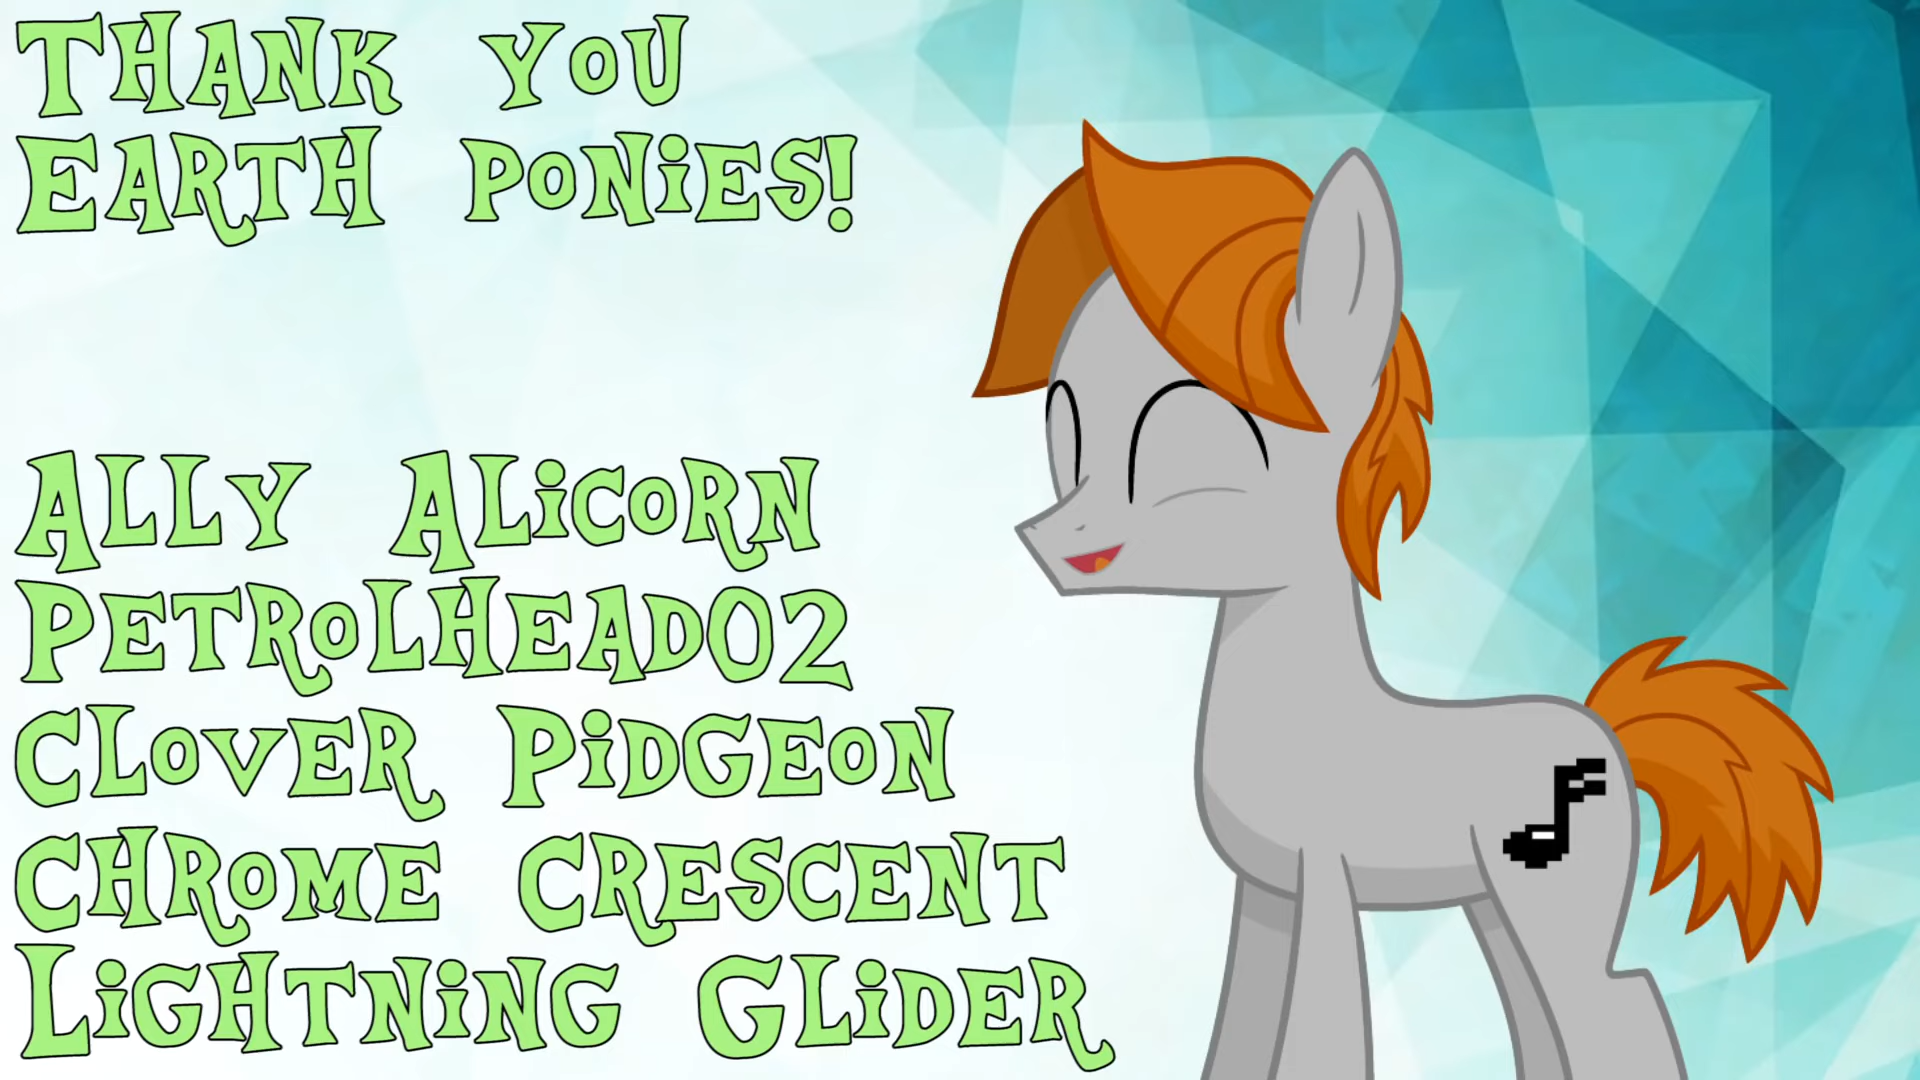 Thank you
Earth ponies!
Ally Alicorn
Petrolhead02
Clover Pidgeon
Chrome Crescent
Lightning Glider